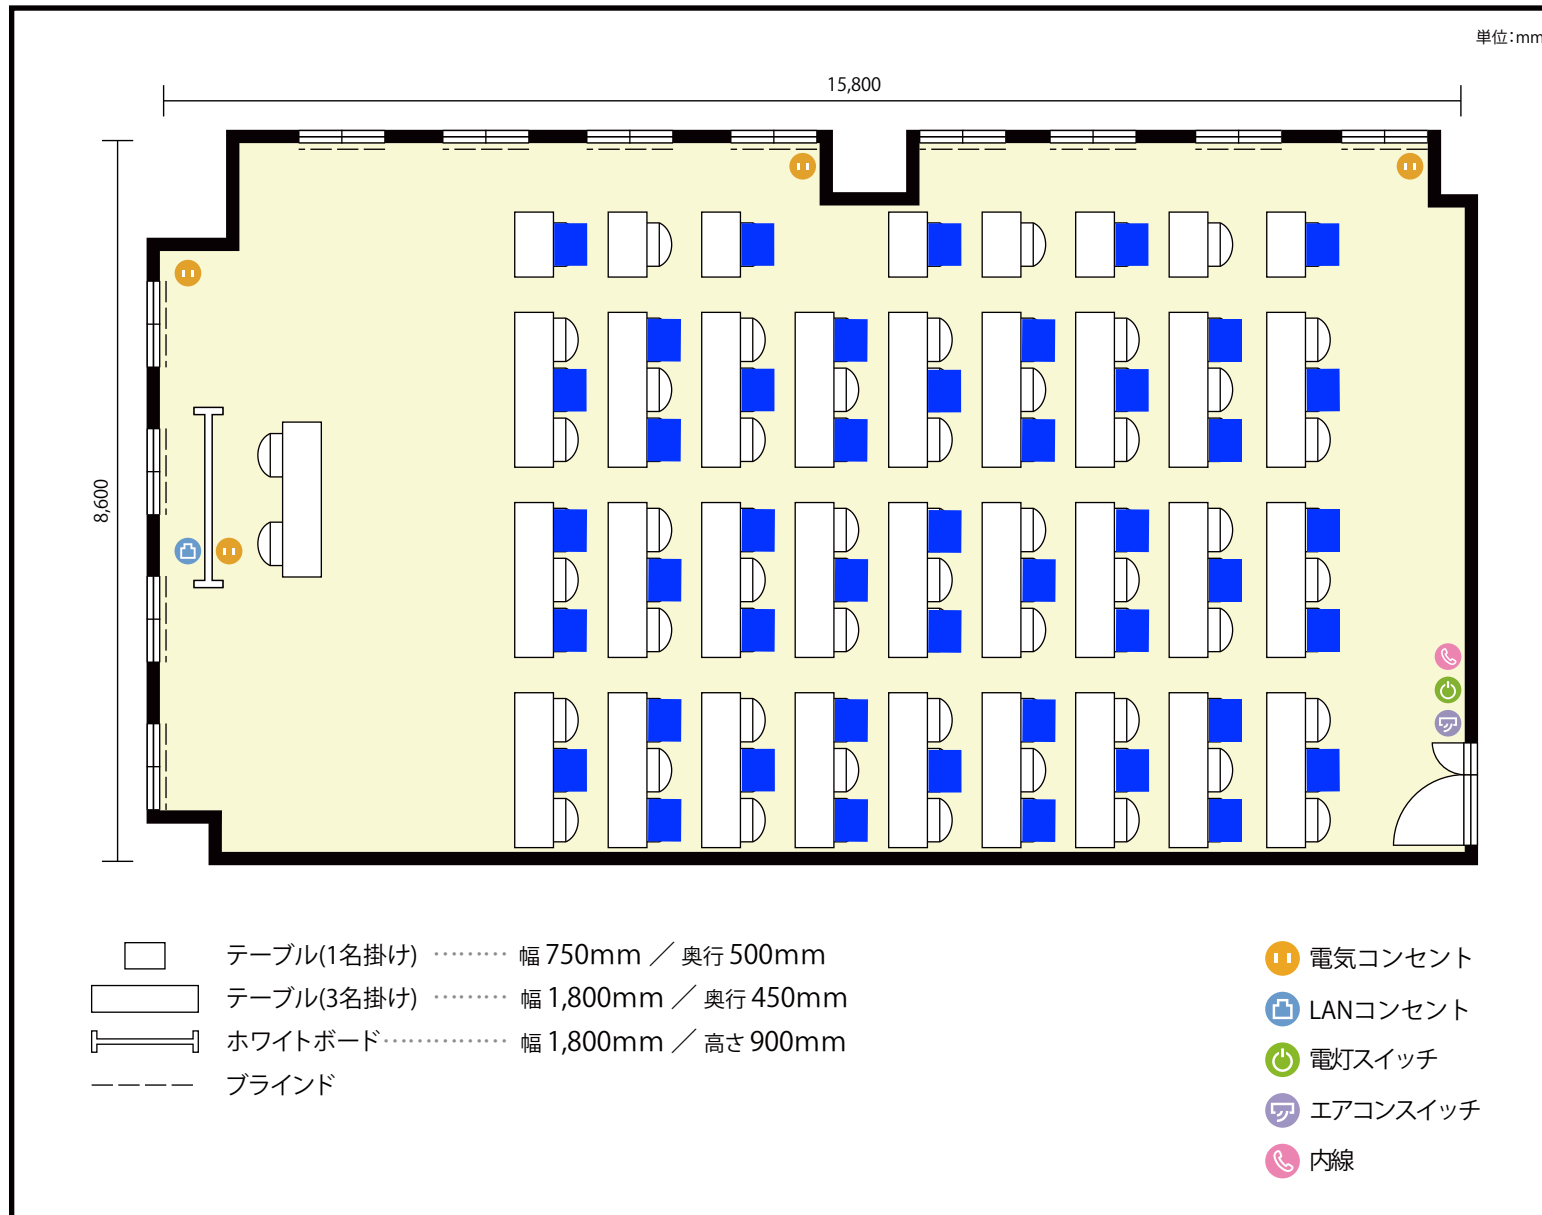 単位:mm
15,800
8,600
テーブル(1名掛け) ……… 幅 750mm ／ 奥行 500mm
テーブル(3名掛け) ……… 幅 1,800mm ／ 奥行 450mm
ホワイトボード …………… 幅 1,800mm ／ 高さ 900mm
ブラインド
電気コンセント
LANコンセント
電灯スイッチ
エアコンスイッチ
内線